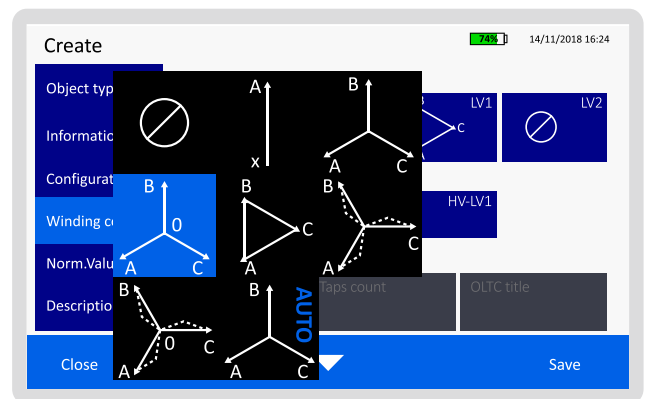 Create
74%
14/11/2018 16:24
Object typ
A
x
B
A
C
B
C
A
LV1
LV2
Informatio
Configurat
B
0
A
C
B
C
A
B
C
A
HV-LV1
Winding co
Norm.Valu
Descriptio
B
0
C
A
B
A
C
AUTO
Taps count
OLTC title
Close
Save